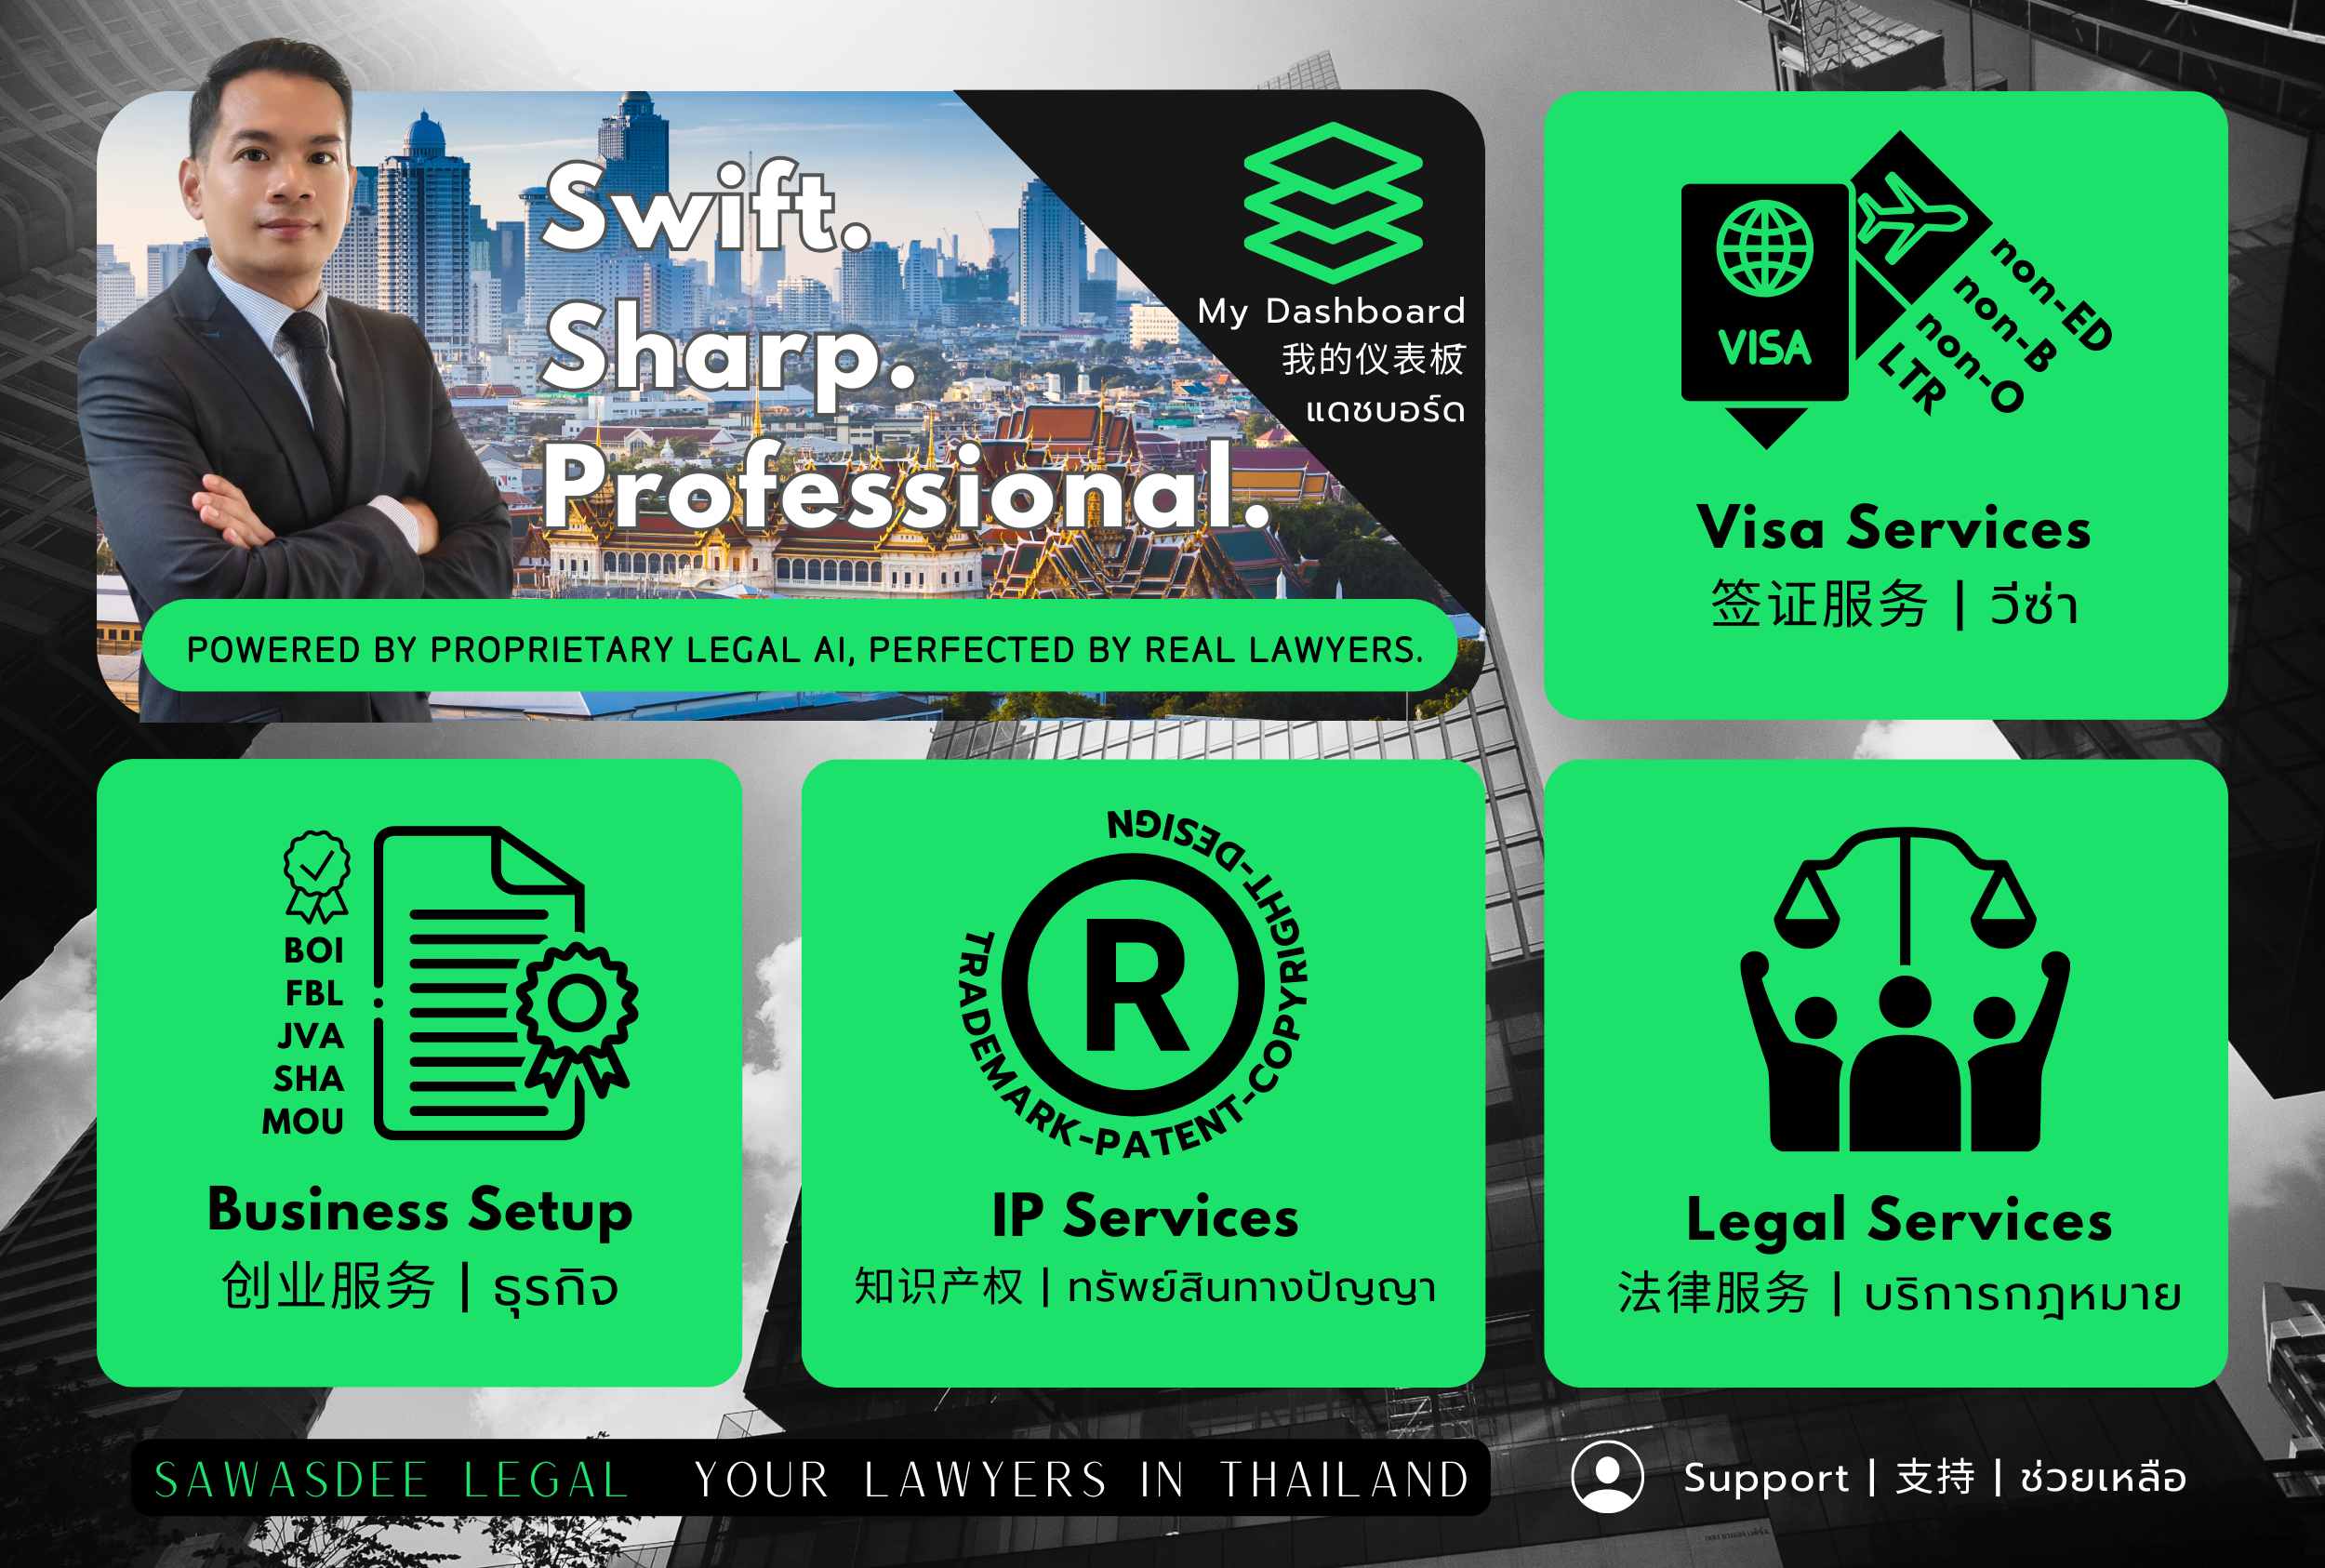 Swift.
Sharp.
Professional.
My Dashboard
我的仪表板
แดชบอร์ด
POWERED BY PROPRIETARY LEGAL AI, PERFECTED BY REAL LAWYERS.
VISA
non-ED
non-B
non-O
LTR
Visa Services
签证服务 | วีซ่า
BOI
FBL
JVA
SHA
MOU
Business Setup
创业服务 | ธุรกิจ
TRADEMARK-PATENT-COPYRIGHT-DESIGN
R
IP Services
知识产权 | ทรัพย์สินทางปัญญา
Legal Services
法律服务 | บริการกฎหมาย
SAWASDEE LEGAL YOUR LAWYERS IN THAILAND
Support | 支持 | ช่วยเหลือ